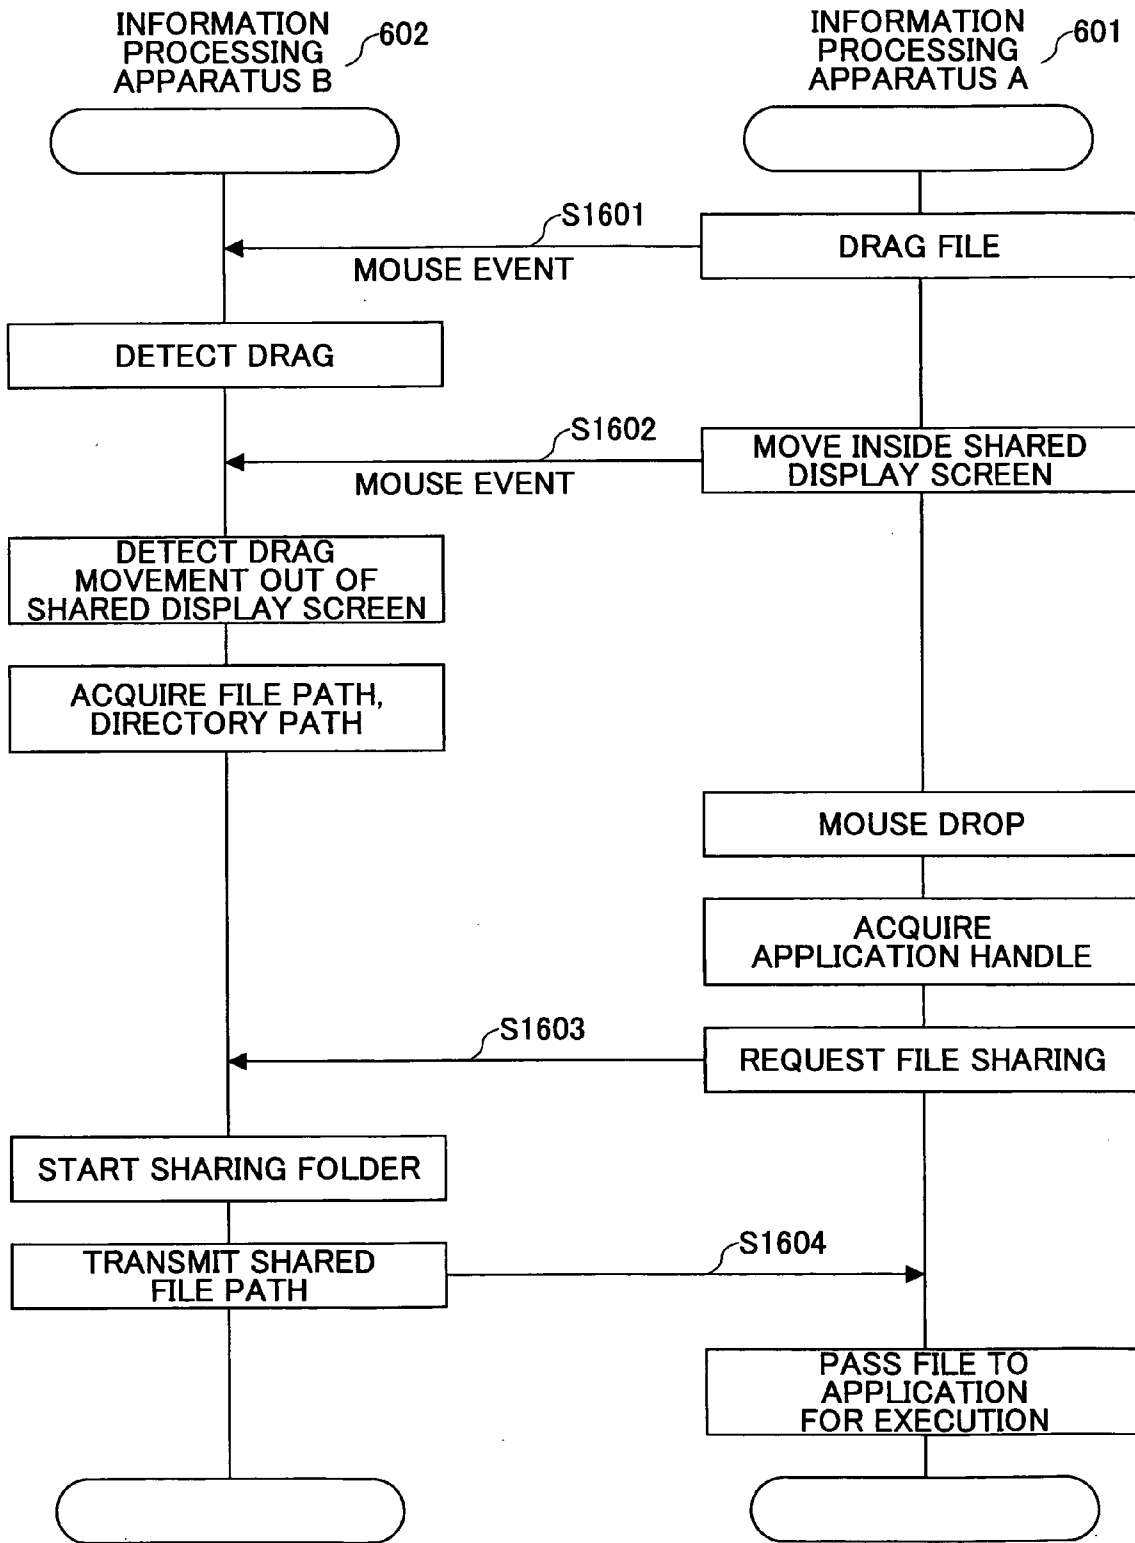 INFORMATION
PROCESSING
APPARATUS B
602
INFORMATION
PROCESSING
APPARATUS A
601
S1601
DRAG FILE
MOUSE EVENT
DETECT DRAG
S1602
MOVE INSIDE SHARED
DISPLAY SCREEN
MOUSE EVENT
DETECT DRAG
MOVEMENT OUT OF
SHARED DISPLAY SCREEN
ACQUIRE FILE PATH,
DIRECTORY PATH
MOUSE DROP
ACQUIRE
APPLICATION HANDLE
S1603
REQUEST FILE SHARING
START SHARING FOLDER
TRANSMIT SHARED
FILE PATH
S1604
PASS FILE TO
APPLICATION
FOR EXECUTION